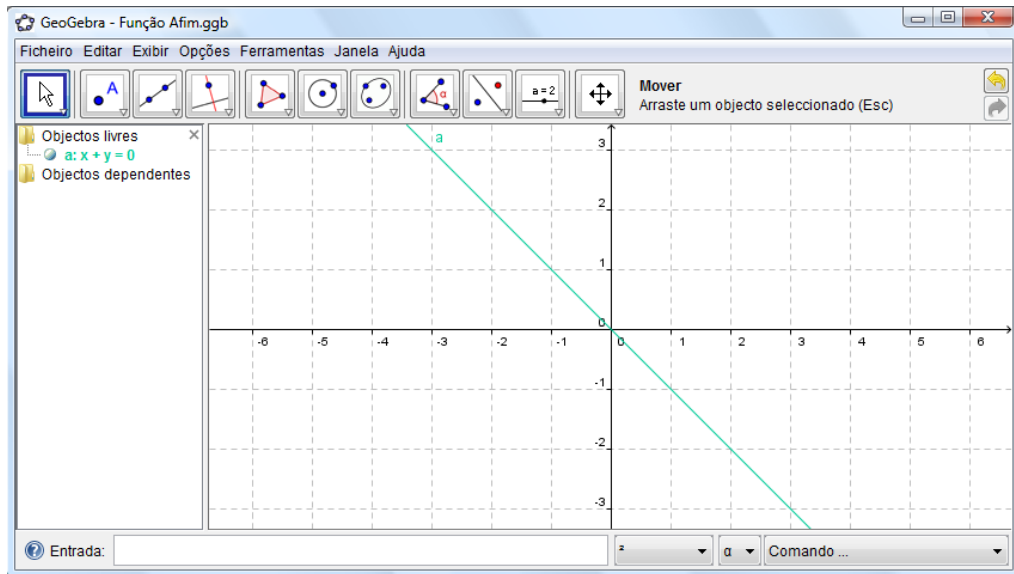 GeoGebra - Função Afim.ggb
Ficheiro Editar Exibir Opções Ferramentas Janela Ajuda
A
α
a = 2
Mover
Arraste um objecto seleccionado (Esc)
Objectos livres
a: x + y = 0
Objectos dependentes
a
3
2
1
0
-6 -5 -4 -3 -2 -1 0 1 2 3 4 5 6
-1
-2
-3
Entrada:
² α Comando ...